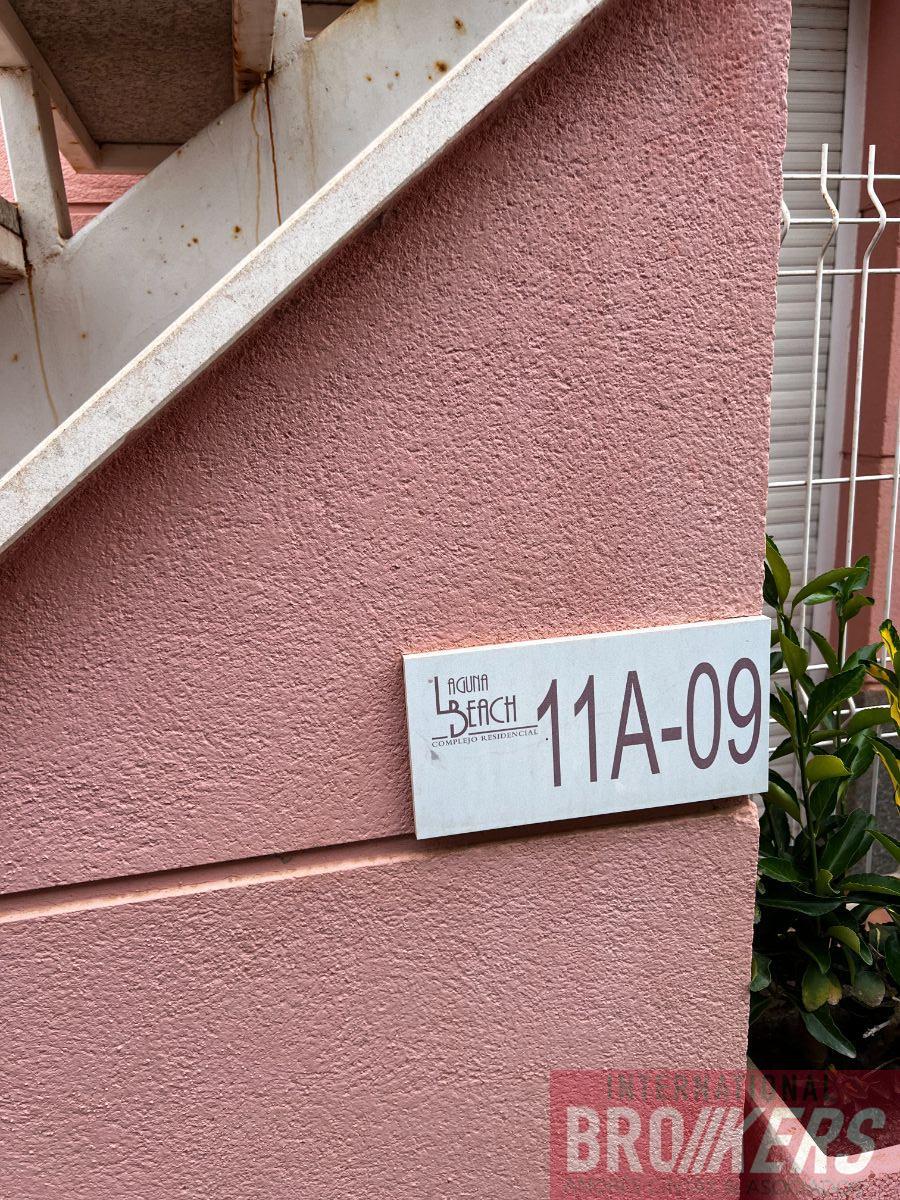 LAGUNA
BEACH
COMPLEJO RESIDENCIAL
11A-09
INTERNATIONAL
BROKERS